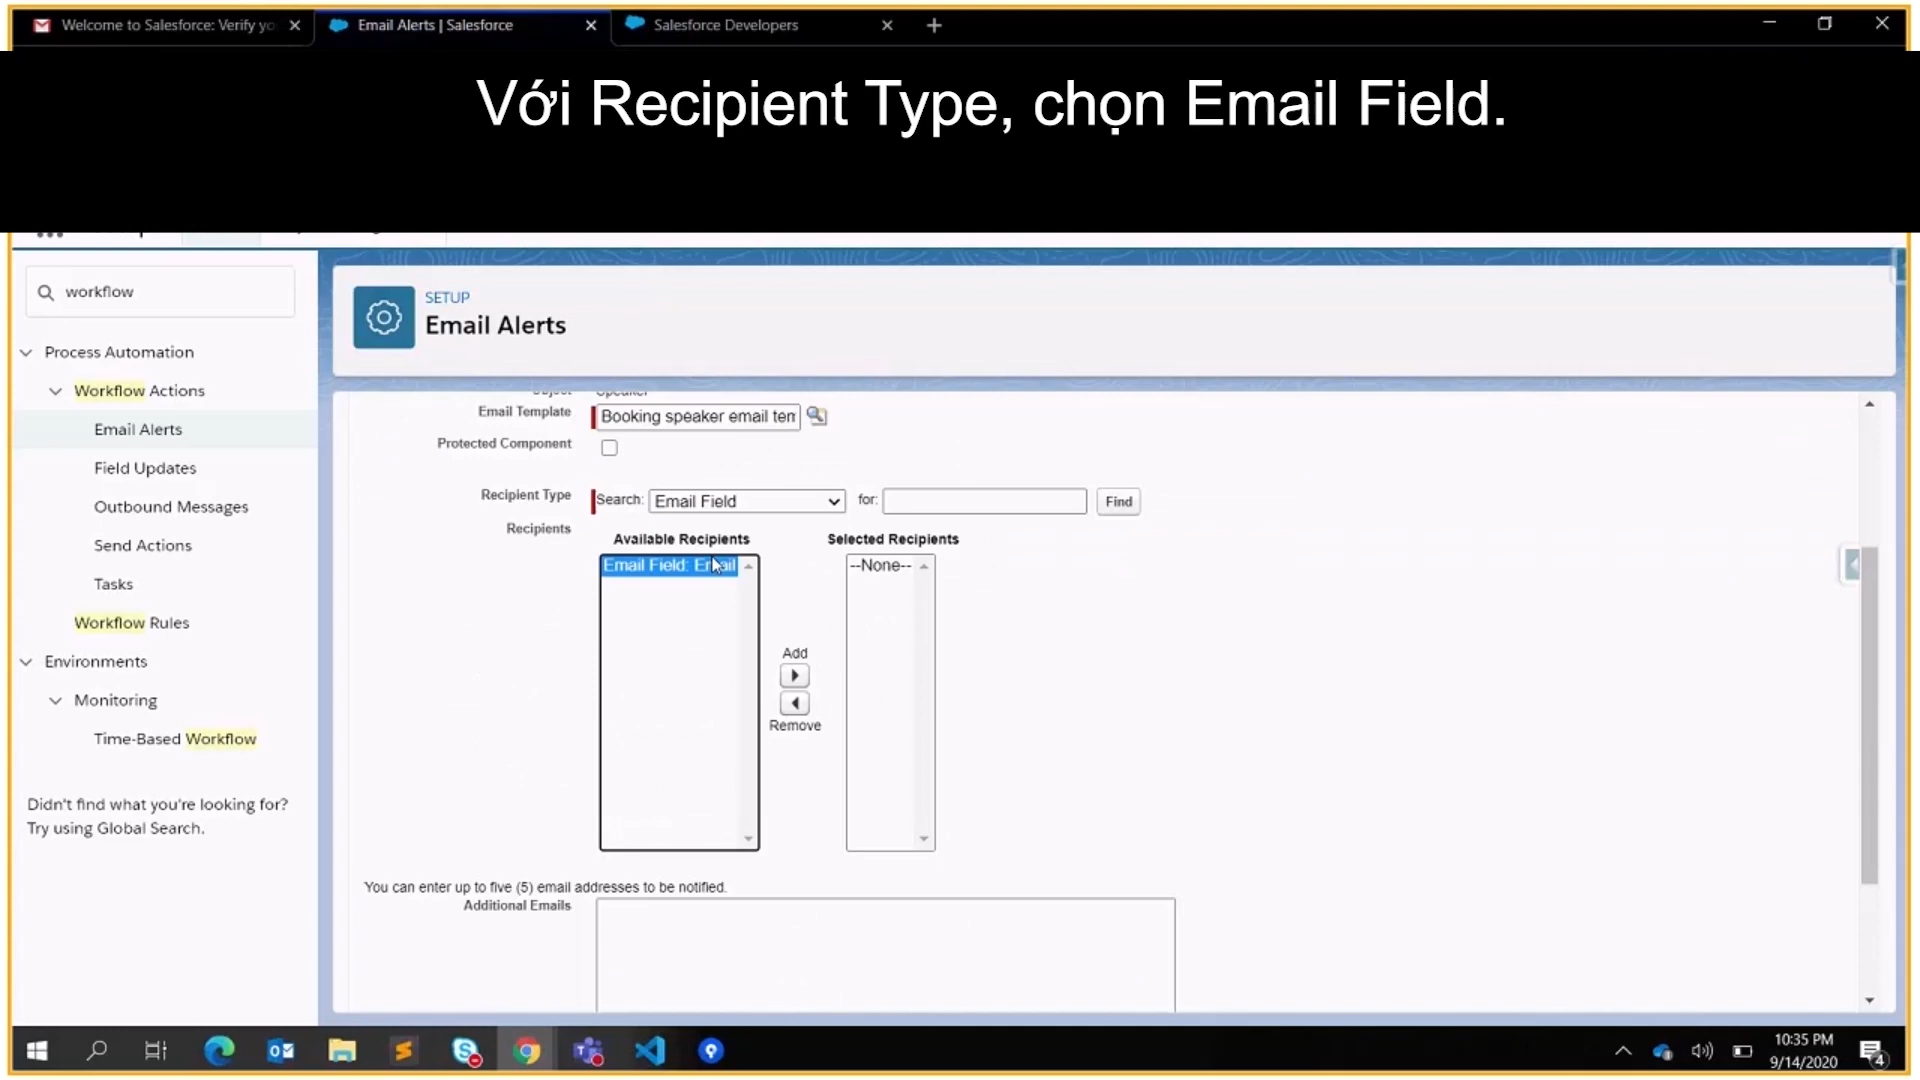 Welcome to Salesforce: Verify yo
Email Alerts | Salesforce
Salesforce Developers
Với Recipient Type, chọn Email Field.
workflow
Process Automation
Workflow Actions
Email Alerts
Field Updates
Outbound Messages
Send Actions
Tasks
Workflow Rules
Environments
Monitoring
Time-Based Workflow
Didn't find what you're looking for?
Try using Global Search.
SETUP
Email Alerts
Object Speaker
Email Template Booking speaker email tem
Protected Component
Recipient Type Search: Email Field for: Find
Recipients
Available Recipients Selected Recipients
Email Field: Email --None--
Add
Remove
You can enter up to five (5) email addresses to be notified.
Additional Emails
10:35 PM
9/14/2020
4